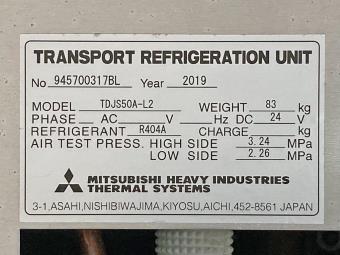 TRANSPORT REFRIGERATION UNIT
No 945700317BL Year 2019
MODEL TDJS50A-L2 WEIGHT 83 kg
PHASE AC V Hz DC 24 V
REFRIGERANT R404A CHARGE kg
AIR TEST PRESS. HIGH SIDE 3.24 MPa
LOW SIDE 2.26 MPa
MITSUBISHI HEAVY INDUSTRIES
THERMAL SYSTEMS
3-1,ASAHI,NISHIBIWAJIMA,KIYOSU,AICHI,452-8561 JAPAN